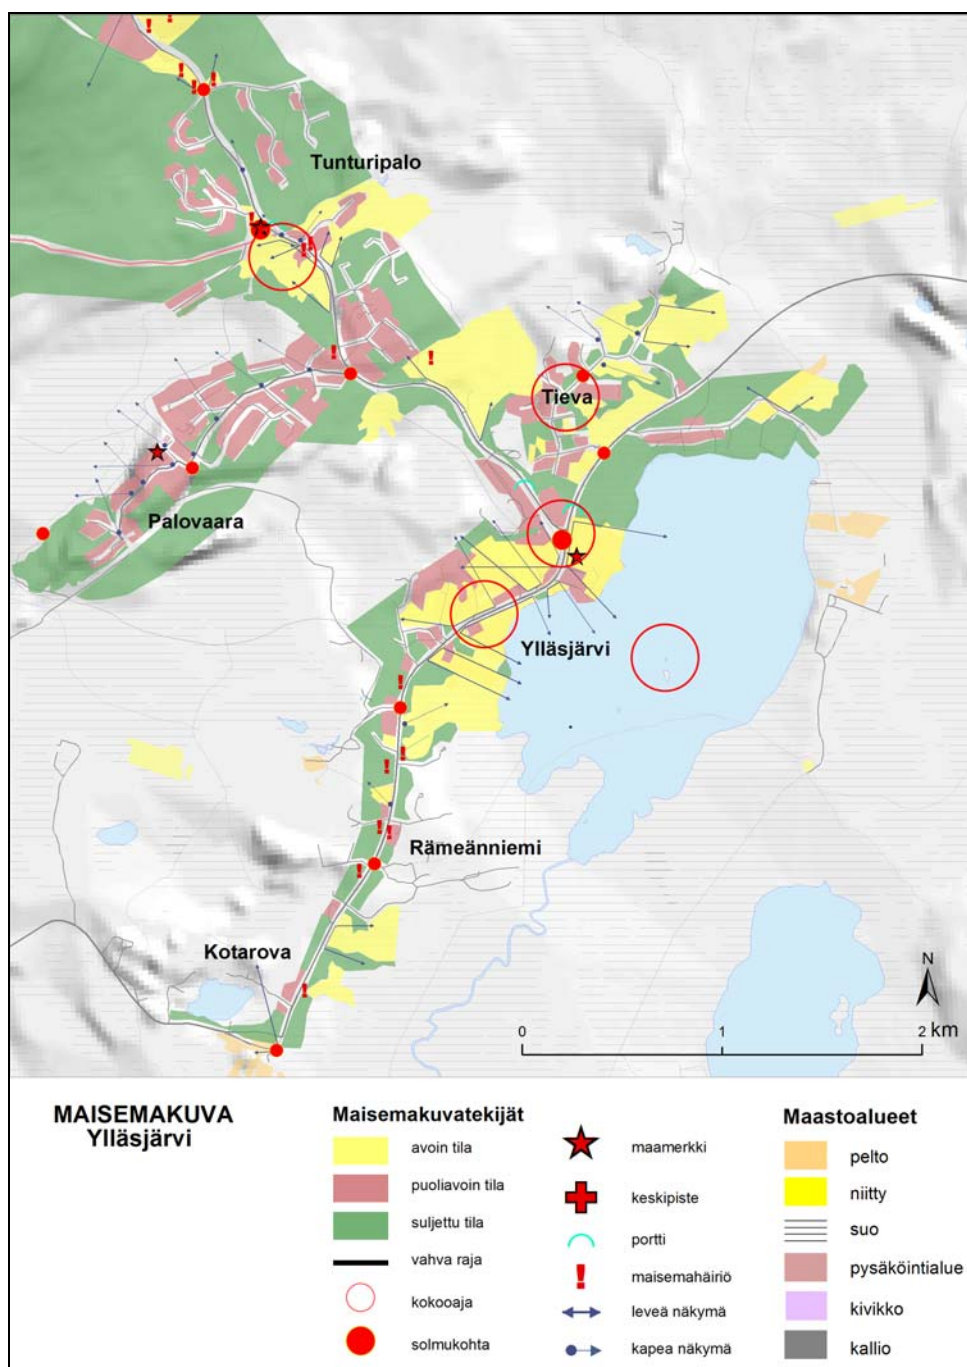 Tunturipalo
Tieva
Palovaara
Ylläsjärvi
Rämeänniemi
Kotarova
N
0 1 2 km
MAISEMAKUVA
Ylläsjärvi
Maisemakuvatekijät
avoin tila
puoliavoin tila
suljettu tila
vahva raja
kokooaja
solmukohta
maamerkki
keskipiste
portti
maisemahäiriö
leveä näkymä
kapea näkymä
Maastoalueet
pelto
niitty
suo
pysäköintialue
kivikko
kallio